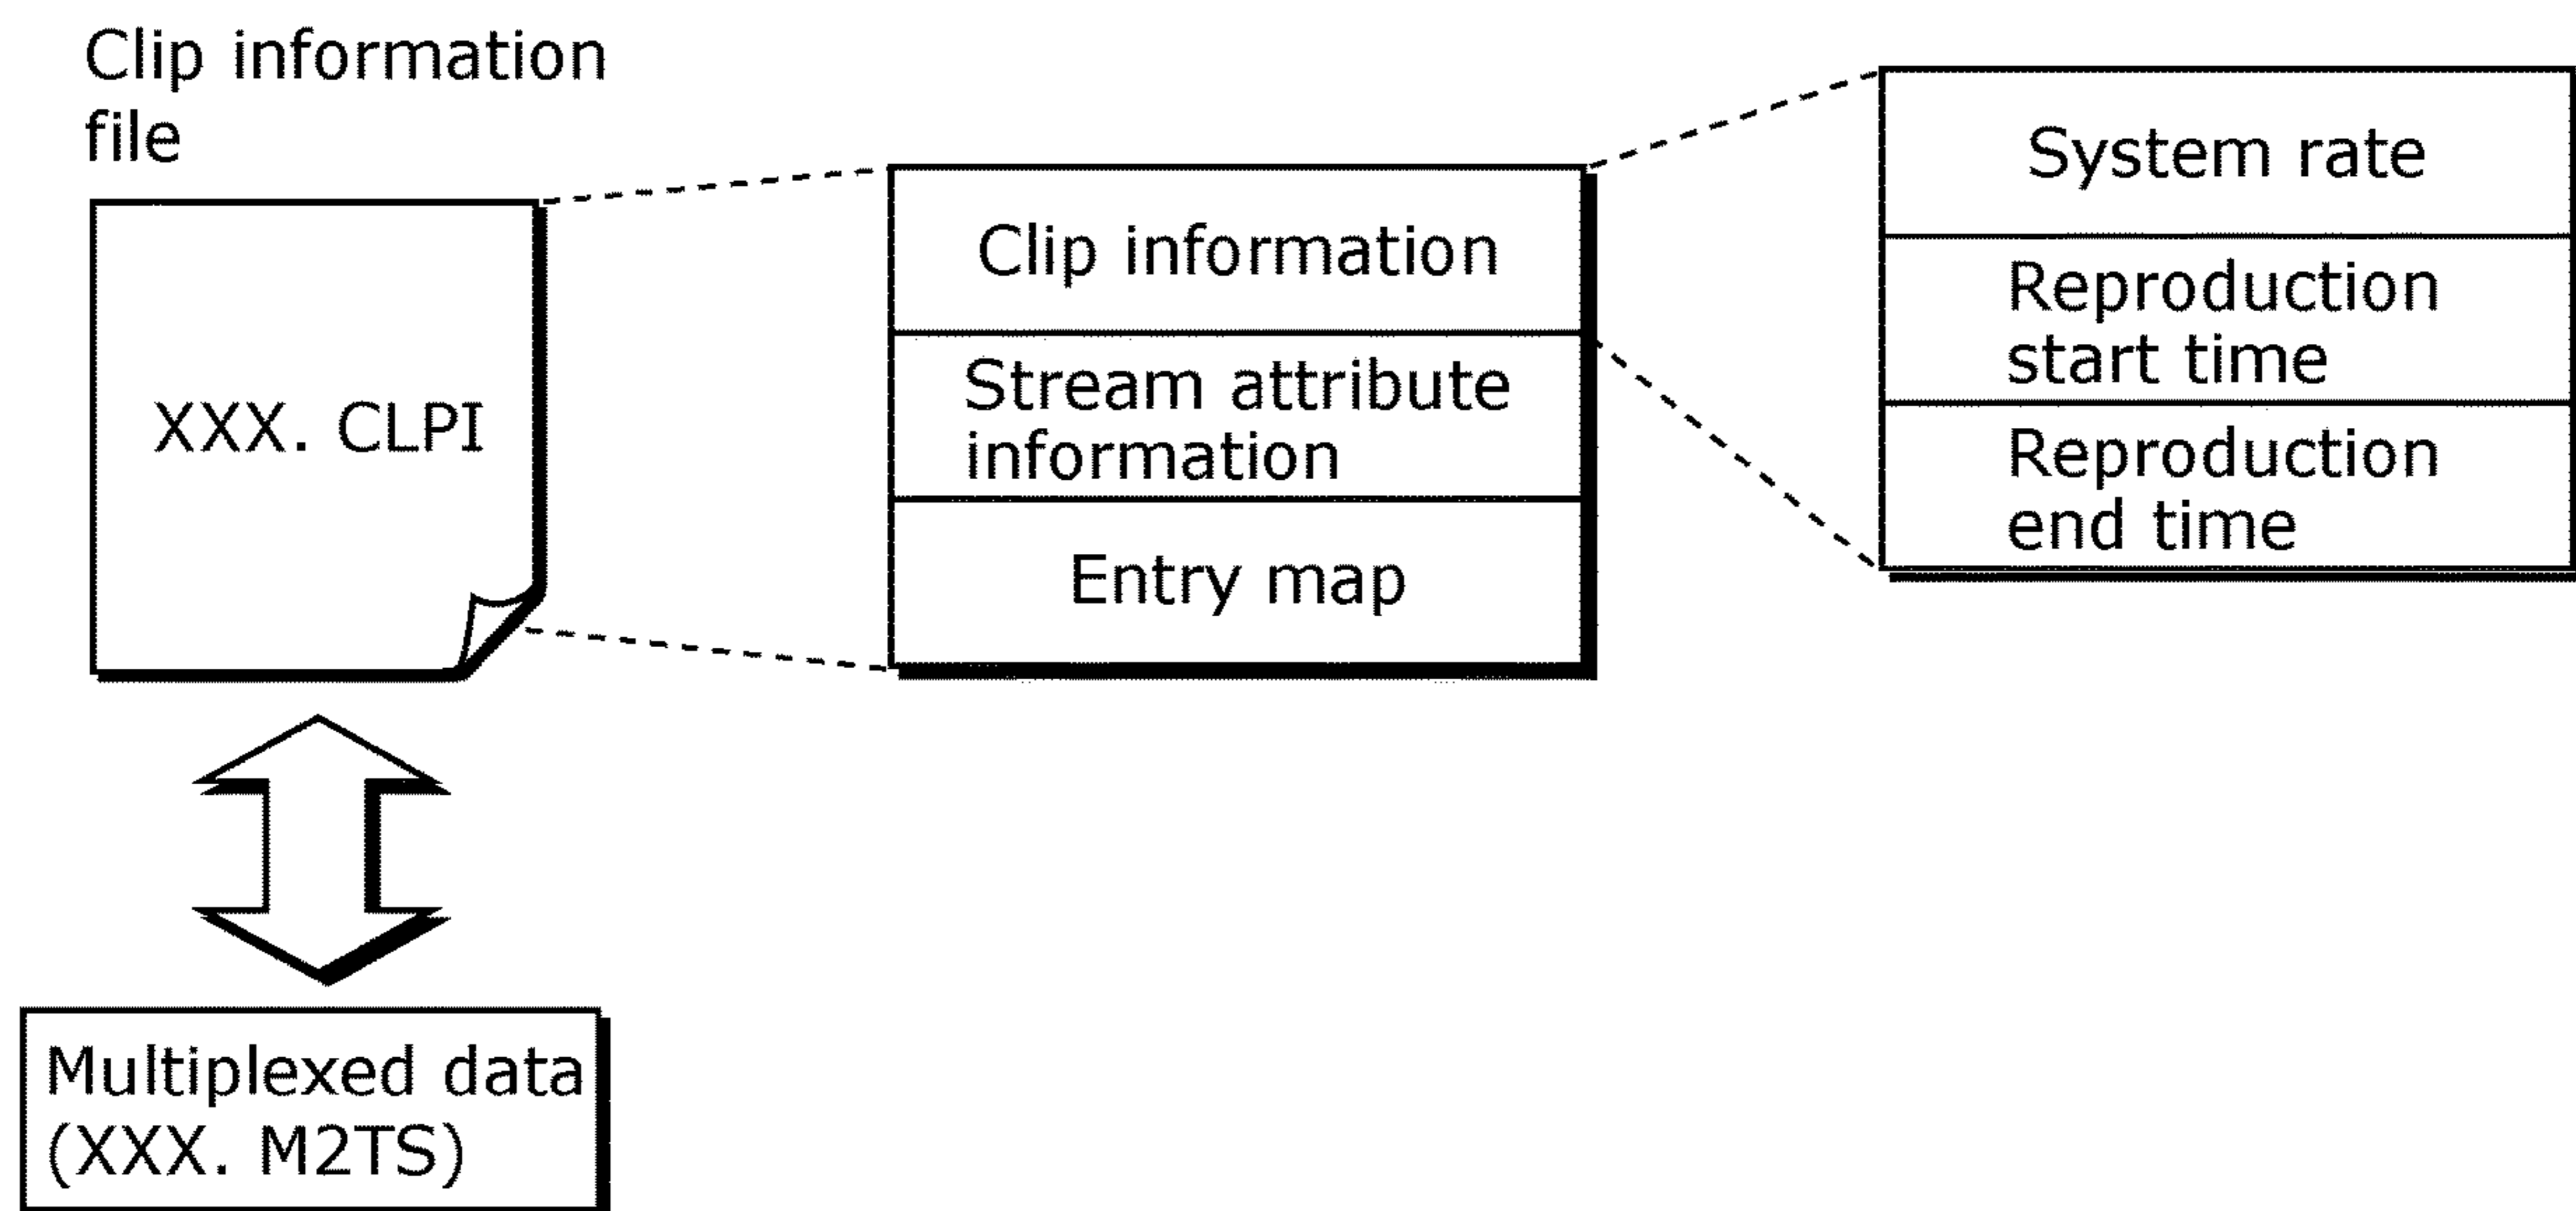 Clip information
file
XXX. CLPI
Multiplexed data
(XXX. M2TS)
Clip information
Stream attribute
information
Entry map
System rate
Reproduction
start time
Reproduction
end time